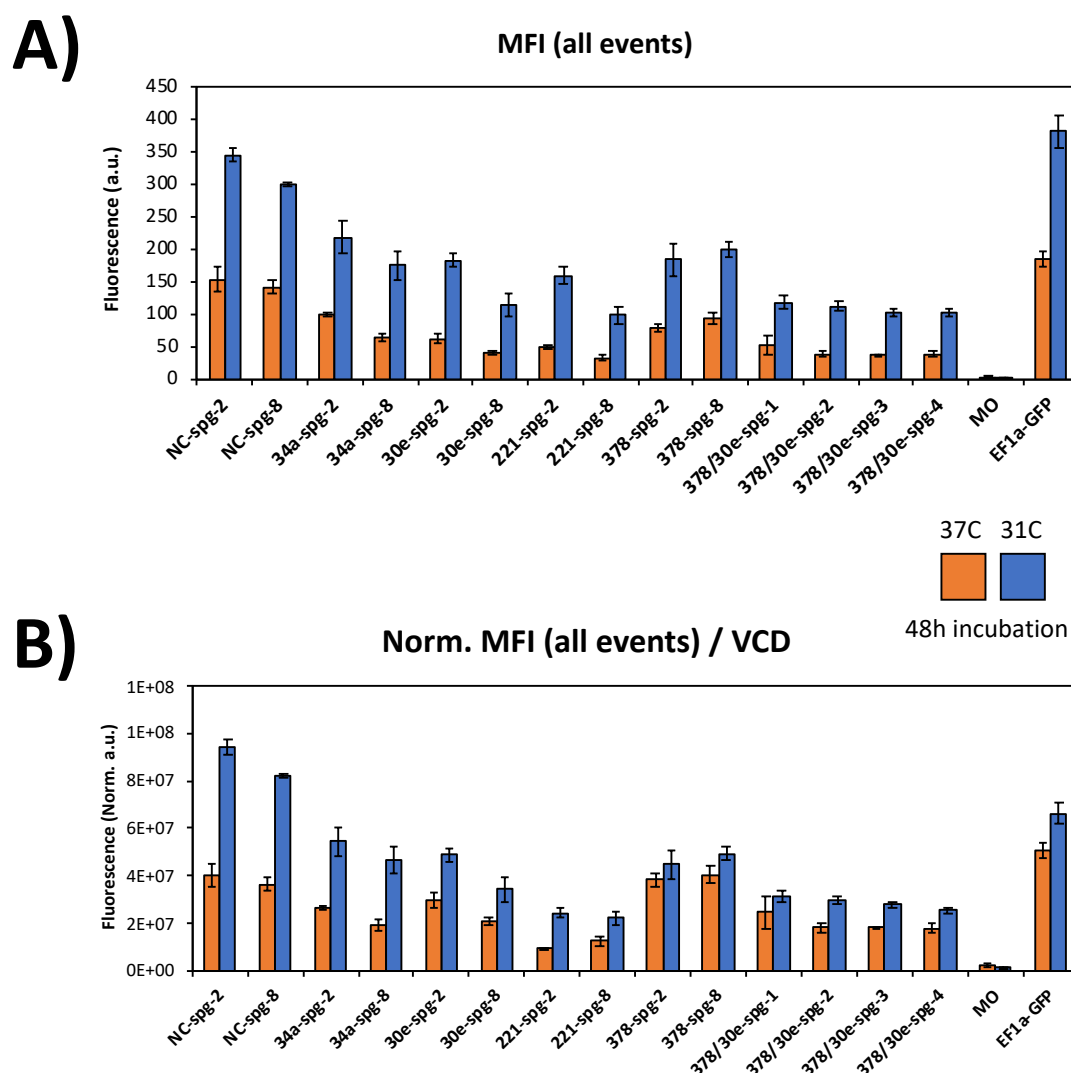 A)
MFI (all events)
Fluorescence (a.u.)
450
400
350
300
250
200
150
100
50
0
NC-spg-2
NC-spg-8
34a-spg-2
34a-spg-8
30e-spg-2
30e-spg-8
221-spg-2
221-spg-8
378-spg-2
378-spg-8
378/30e-spg-1
378/30e-spg-2
378/30e-spg-3
378/30e-spg-4
MO
EF1a-GFP
37C 31C
48h incubation
B)
Norm. MFI (all events) / VCD
Fluorescence (Norm. a.u.)
1E+08
1E+08
8E+07
6E+07
4E+07
2E+07
0E+00
NC-spg-2
NC-spg-8
34a-spg-2
34a-spg-8
30e-spg-2
30e-spg-8
221-spg-2
221-spg-8
378-spg-2
378-spg-8
378/30e-spg-1
378/30e-spg-2
378/30e-spg-3
378/30e-spg-4
MO
EF1a-GFP